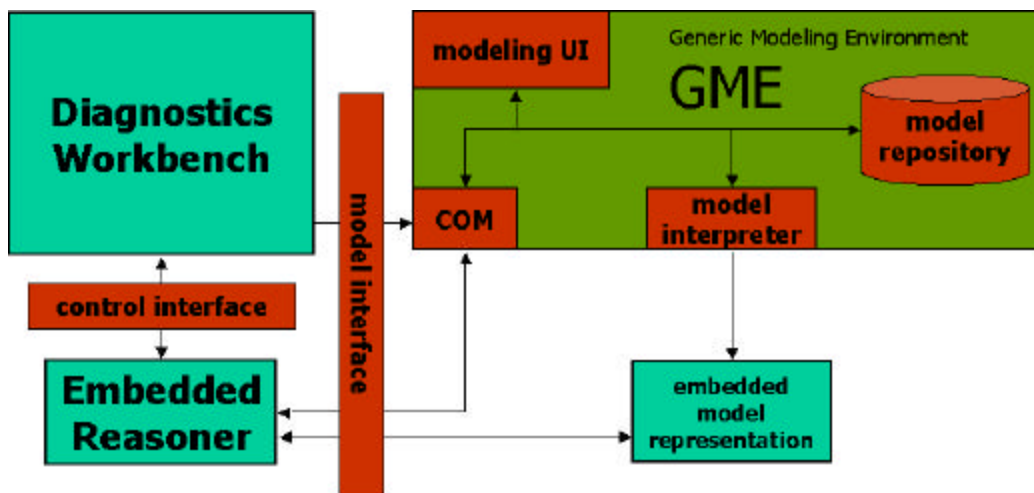 Diagnostics
Workbench
modeling UI
Generic Modeling Environment
GME
model
repository
COM
model
interpreter
model interface
control interface
Embedded
Reasoner
embedded
model
representation